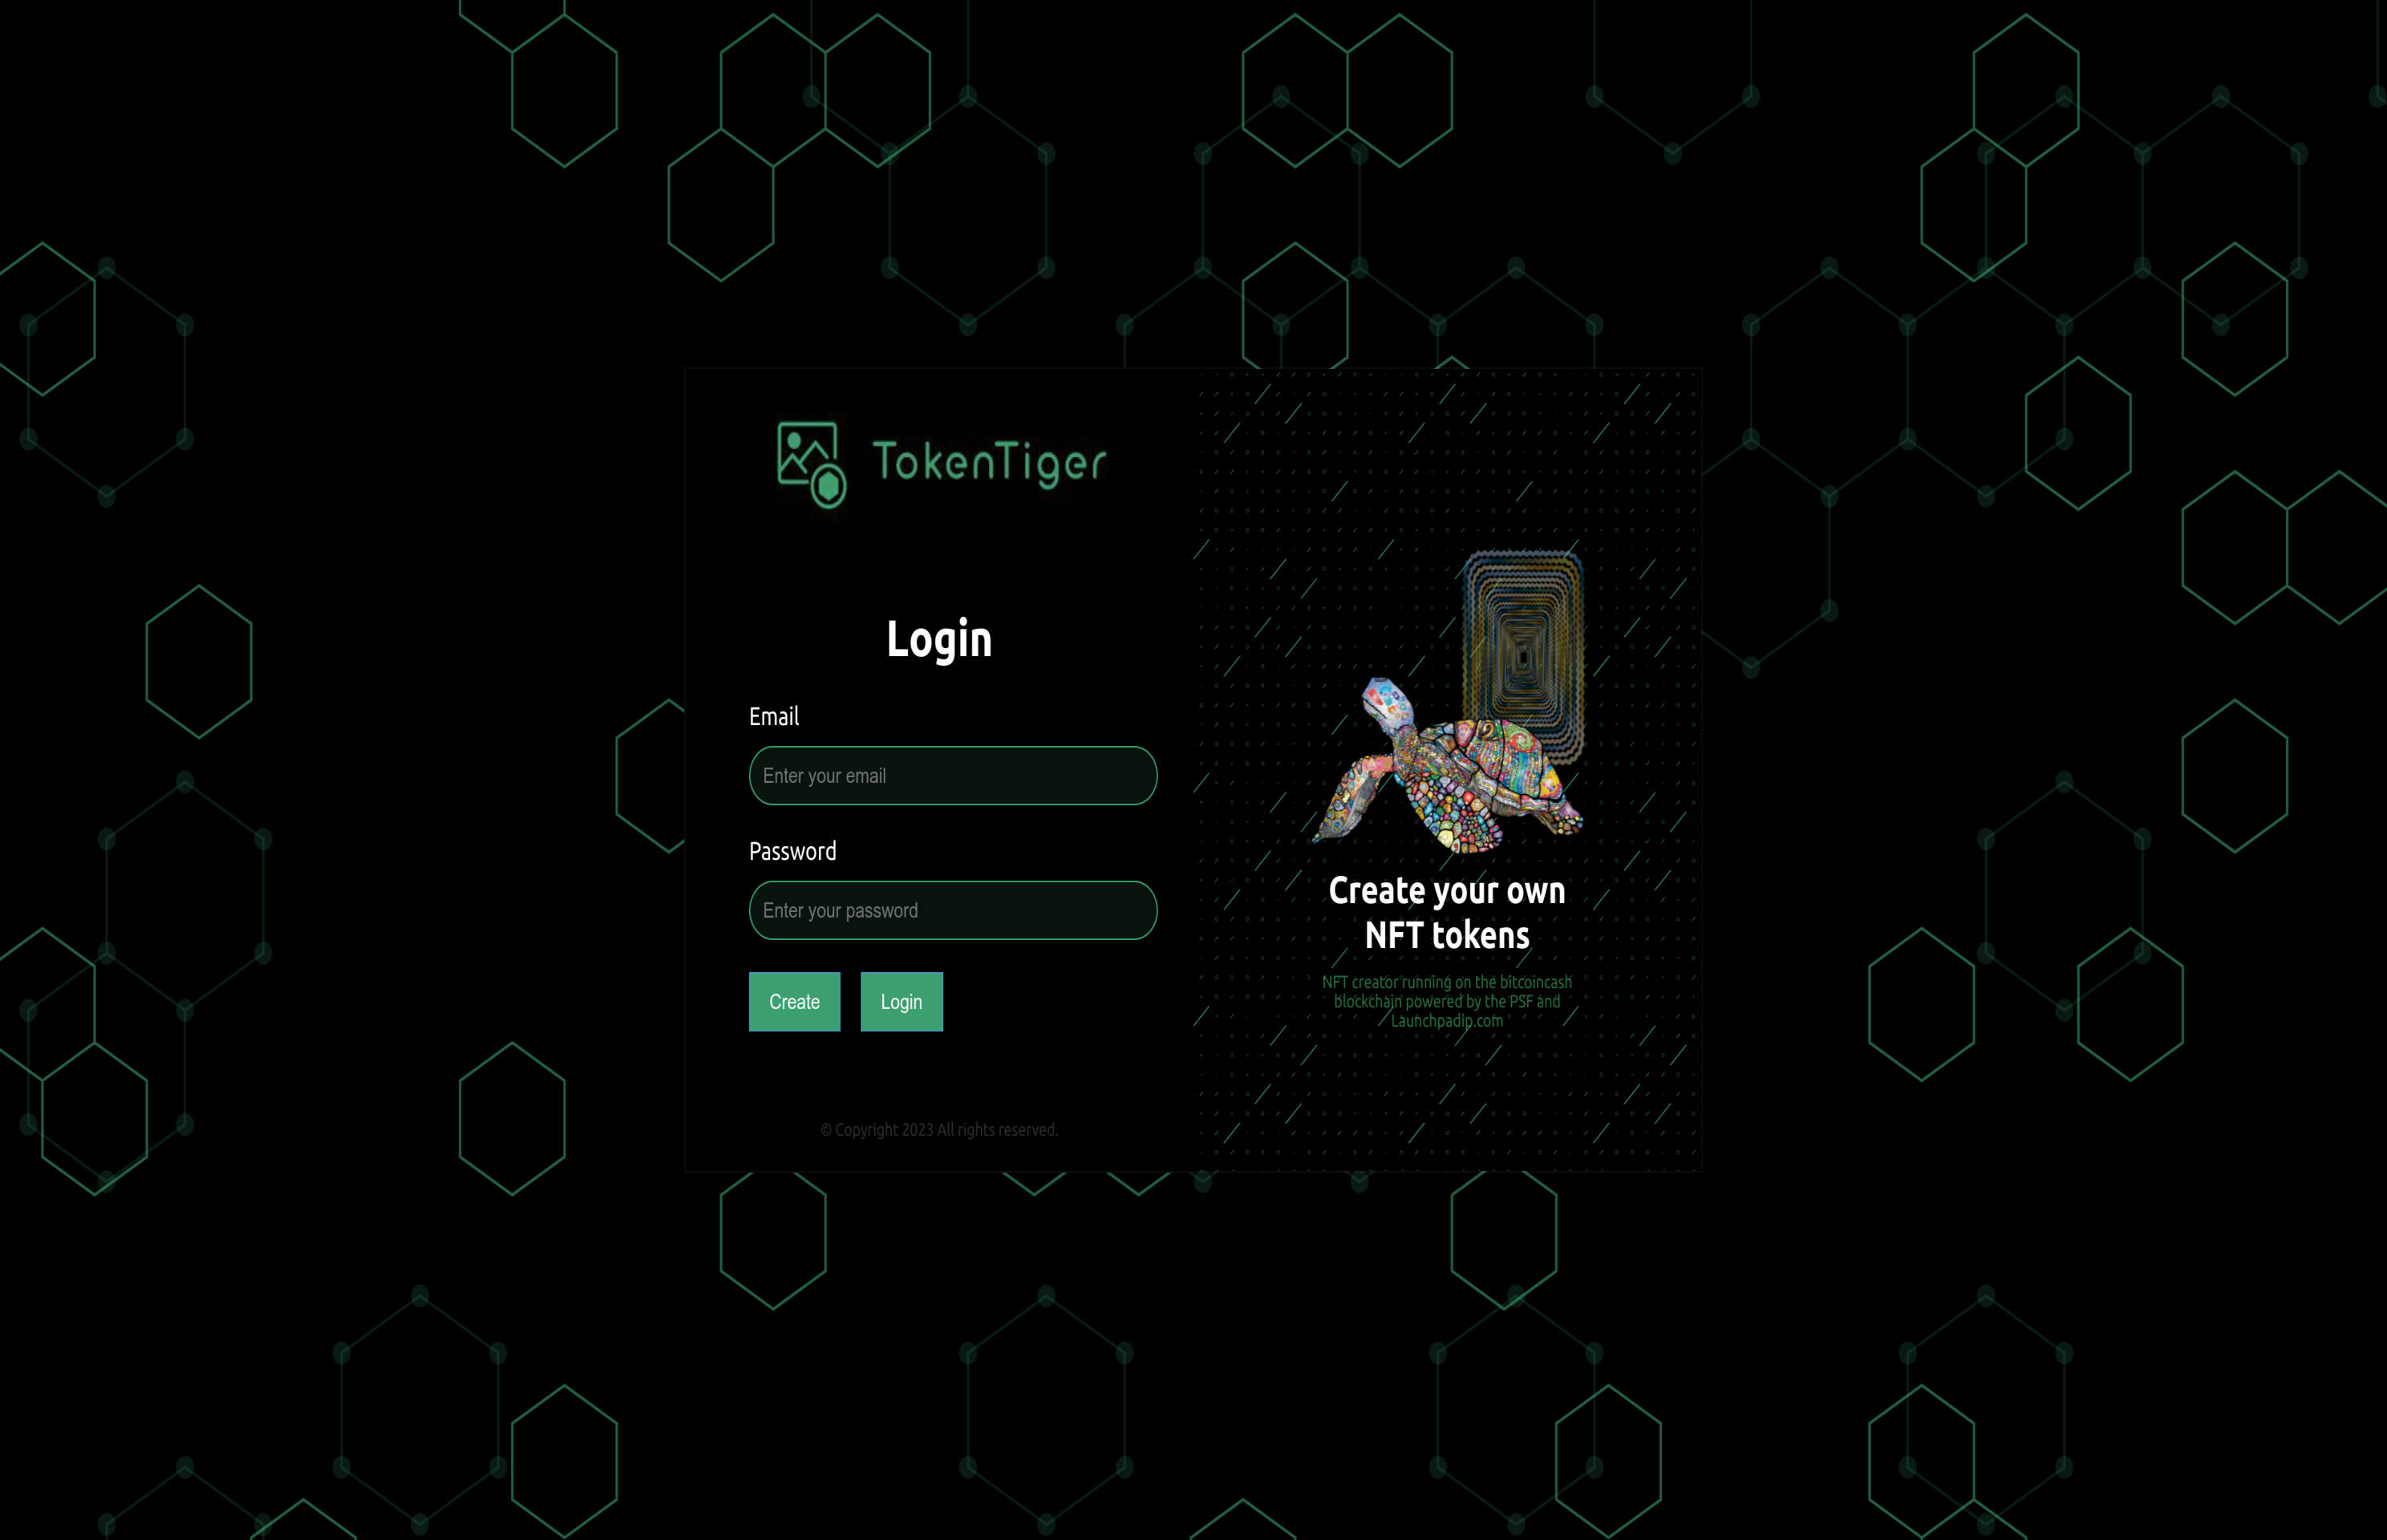 TokenTiger
Login
Email
Enter your email
Password
Enter your password
Create
Login
© Copyright 2023 All rights reserved.
Create your own
NFT tokens
NFT creator running on the bitcoincash
blockchain powered by the PSF and
LaunchpadIP.com